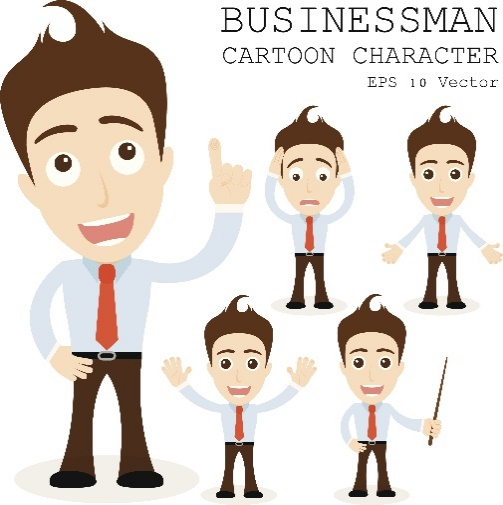 BUSINESSMAN
CARTOON CHARACTER
EPS 10 Vector